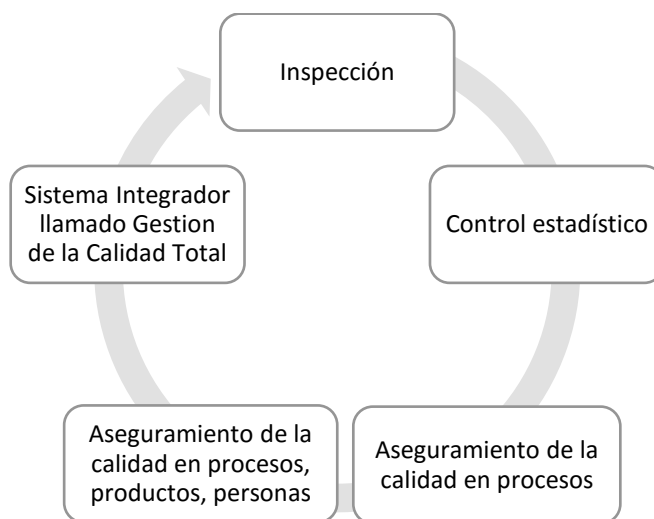 Inspección
Control estadístico
Aseguramiento de la
calidad en procesos
Aseguramiento de la
calidad en procesos,
productos, personas
Sistema Integrador
llamado Gestion
de la Calidad Total